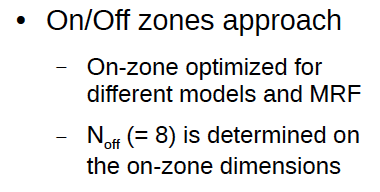 • On/Off zones approach
– On-zone optimized for
different models and MRF
– Noff (= 8) is determined on
the on-zone dimensions